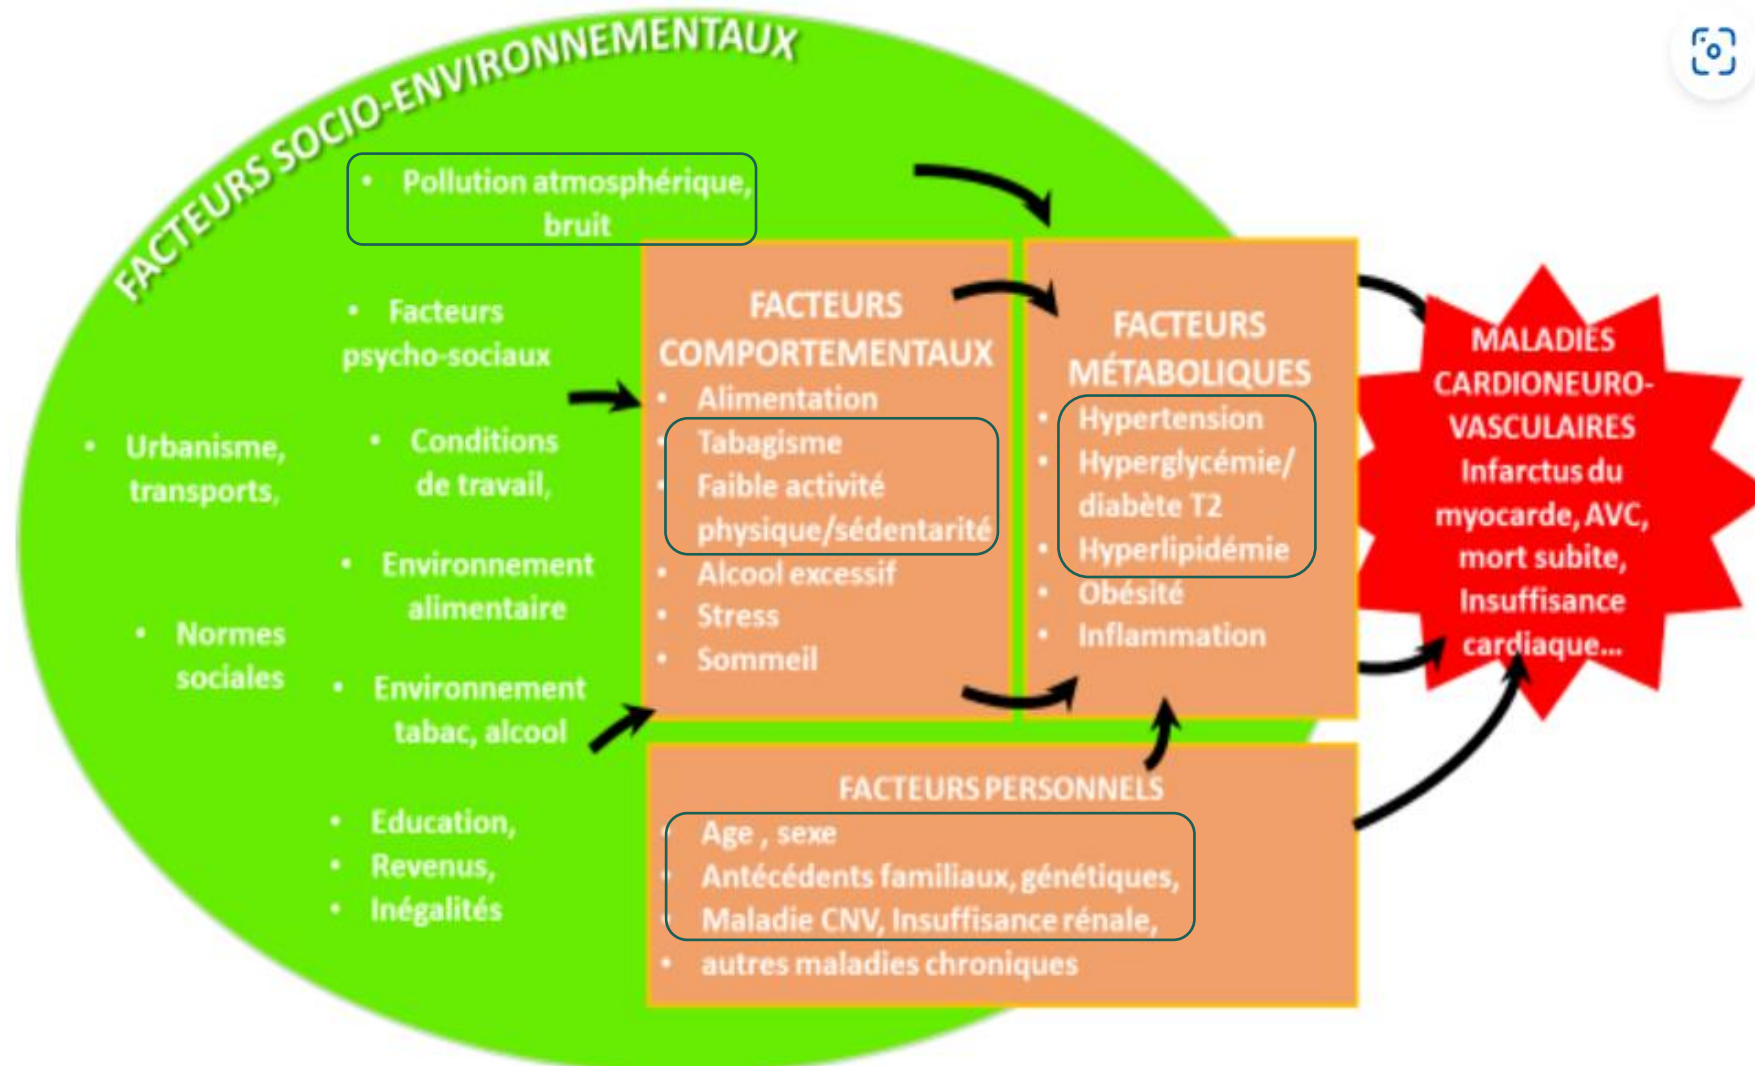 FACTEURS SOCIO-ENVIRONNEMENTAUX
• Pollution atmosphérique,
bruit
• Facteurs
psycho-sociaux
• Urbanisme,
transports,
• Conditions
de travail,
• Environnement
alimentaire
• Normes
sociales
• Environnement
tabac, alcool
• Education,
• Revenus,
• Inégalités
FACTEURS
COMPORTEMENTAUX
• Alimentation
• Tabagisme
• Faible activité
physique/sédentarité
• Alcool excessif
• Stress
• Sommeil
FACTEURS
MÉTABOLIQUES
• Hypertension
• Hyperglycémie/
diabète T2
• Hyperlipidémie
• Obésité
• Inflammation
FACTEURS PERSONNELS
• Age , sexe
• Antécédents familiaux, génétiques,
• Maladie CNV, Insuffisance rénale,
• autres maladies chroniques
MALADIES
CARDIONEURO-
VASCULAIRES
Infarctus du
myocarde, AVC,
mort subite,
Insuffisance
cardiaque...